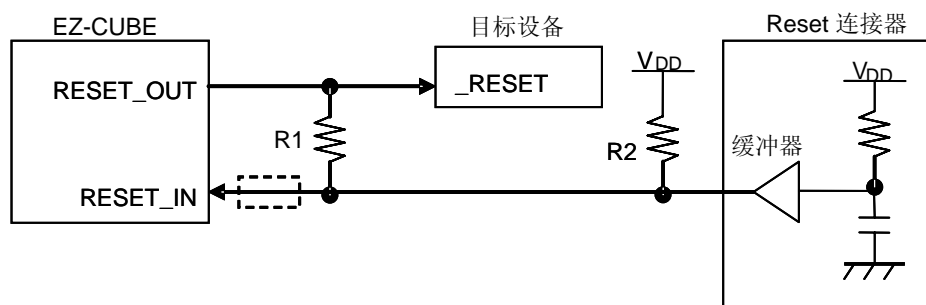 EZ-CUBE
目标设备
Reset 连接器
RESET_OUT
_RESET
VDD
VDD
R1
R2
缓冲器
RESET_IN